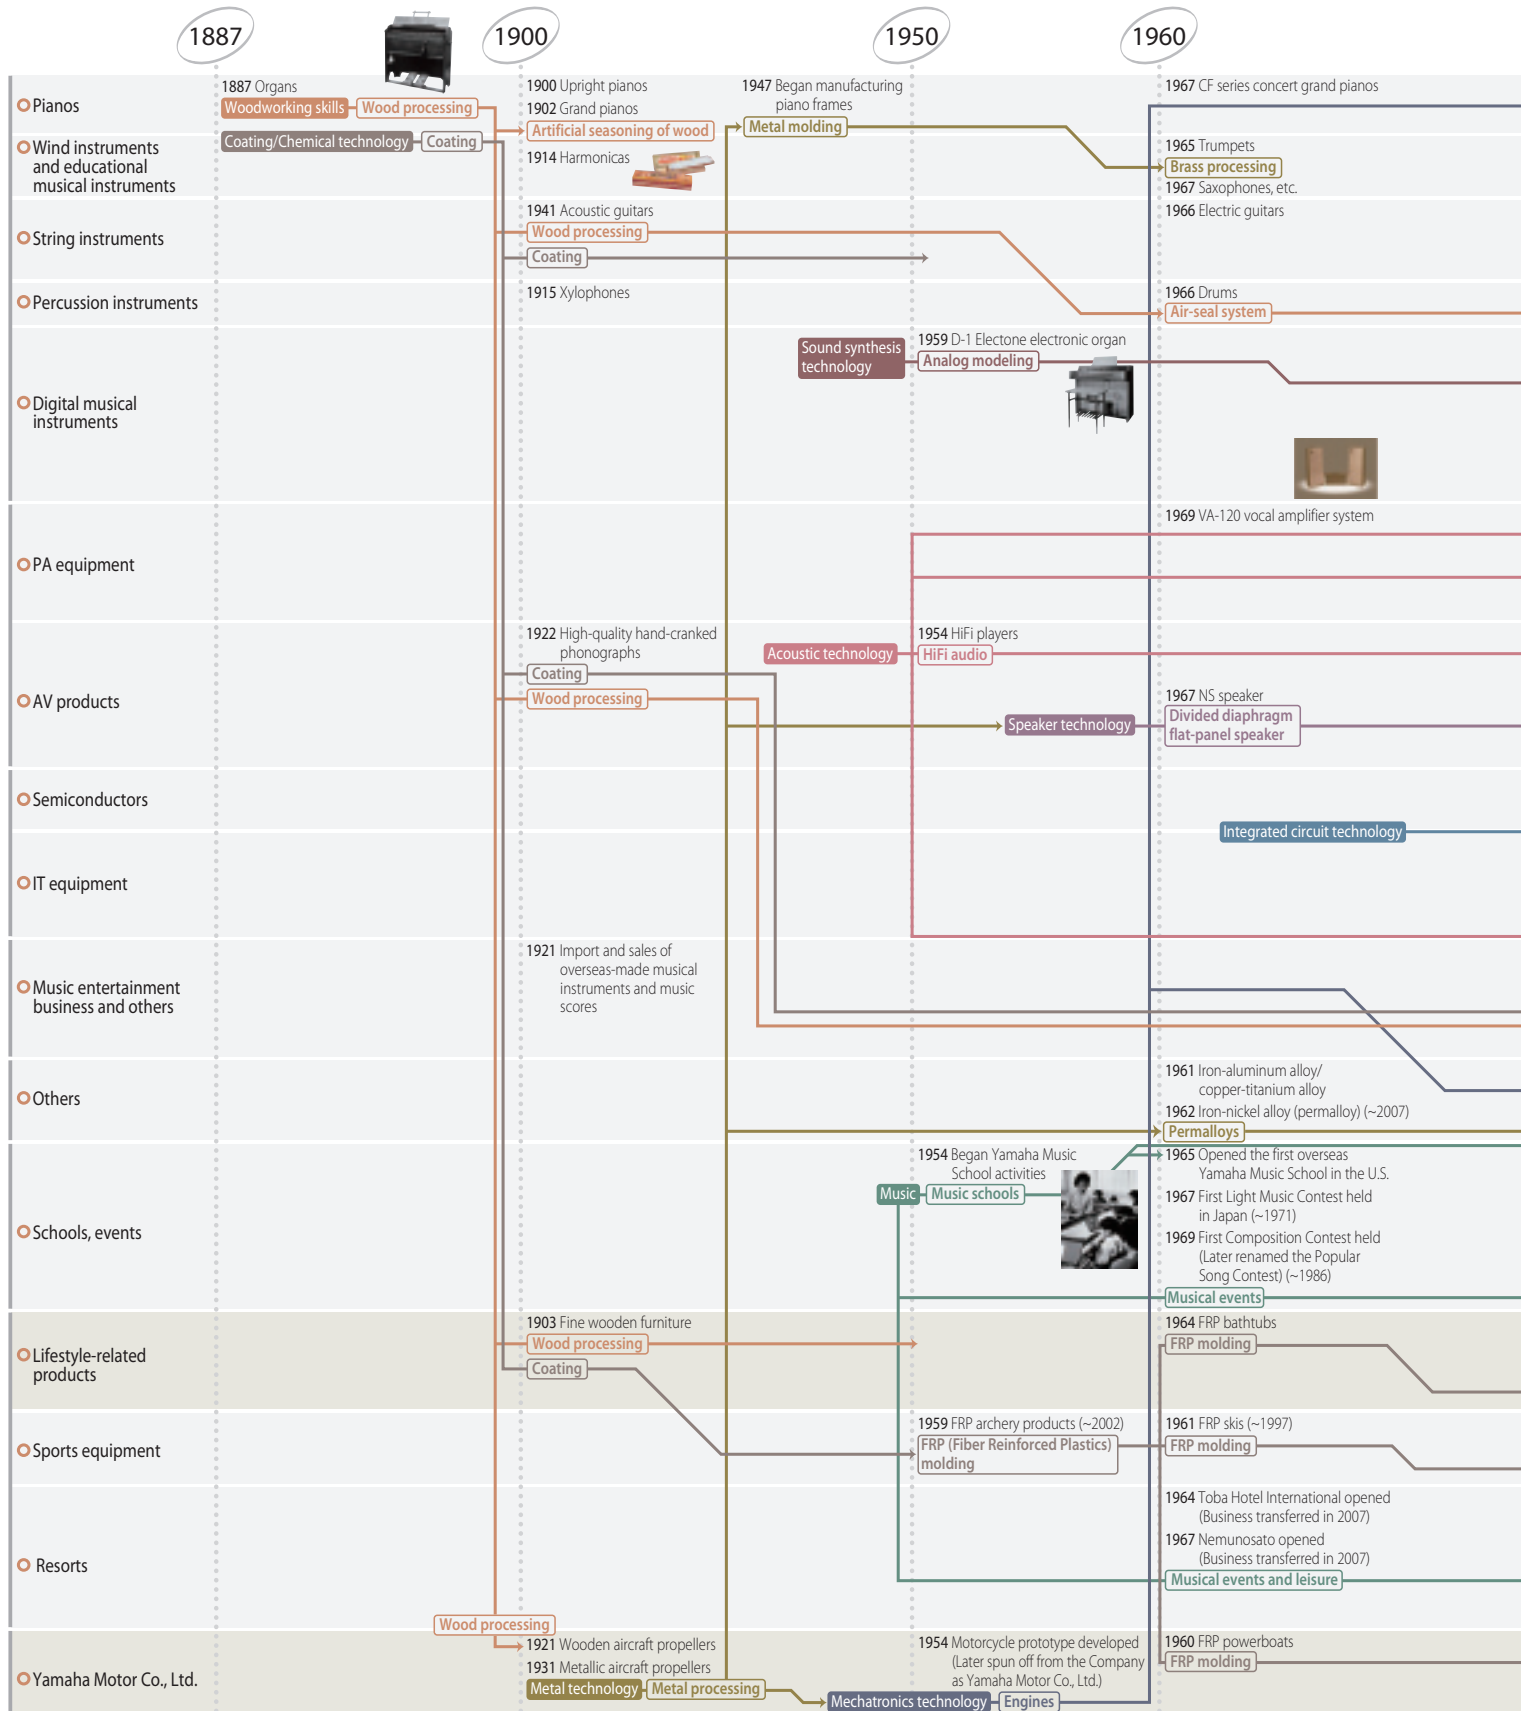 1887
1900
1950
1960
Pianos
1887 Organs
Woodworking skills
Wood processing
1900 Upright pianos
1902 Grand pianos
Artificial seasoning of wood
1947 Began manufacturing
piano frames
Metal molding
1967 CF series concert grand pianos
Wind instruments
and educational
musical instruments
Coating/Chemical technology
Coating
1914 Harmonicas
1965 Trumpets
Brass processing
1967 Saxophones, etc.
String instruments
1941 Acoustic guitars
Wood processing
Coating
1966 Electric guitars
Percussion instruments
1915 Xylophones
1966 Drums
Air-seal system
Digital musical
instruments
Sound synthesis
technology
1959 D-1 Electone electronic organ
Analog modeling
PA equipment
1969 VA-120 vocal amplifier system
AV products
1922 High-quality hand-cranked
phonographs
Coating
Wood processing
Acoustic technology
1954 HiFi players
HiFi audio
Speaker technology
1967 NS speaker
Divided diaphragm
flat-panel speaker
Semiconductors
Integrated circuit technology
IT equipment
Music entertainment
business and others
1921 Import and sales of
overseas-made musical
instruments and music
scores
Others
1961 Iron-aluminum alloy/
copper-titanium alloy
1962 Iron-nickel alloy (permalloy) (~2007)
Permalloys
Schools, events
Music
1954 Began Yamaha Music
School activities
Music schools
1965 Opened the first overseas
Yamaha Music School in the U.S.
1967 First Light Music Contest held
in Japan (~1971)
1969 First Composition Contest held
(Later renamed the Popular
Song Contest) (~1986)
Musical events
Lifestyle-related
products
1903 Fine wooden furniture
Wood processing
Coating
1964 FRP bathtubs
FRP molding
Sports equipment
1959 FRP archery products (~2002)
FRP (Fiber Reinforced Plastics)
molding
1961 FRP skis (~1997)
FRP molding
Resorts
1964 Toba Hotel International opened
(Business transferred in 2007)
1967 Nemunosato opened
(Business transferred in 2007)
Musical events and leisure
Wood processing
Yamaha Motor Co., Ltd.
1921 Wooden aircraft propellers
1931 Metallic aircraft propellers
Metal technology
Metal processing
1954 Motorcycle prototype developed
(Later spun off from the Company
as Yamaha Motor Co., Ltd.)
Mechatronics technology
Engines
1960 FRP powerboats
FRP molding